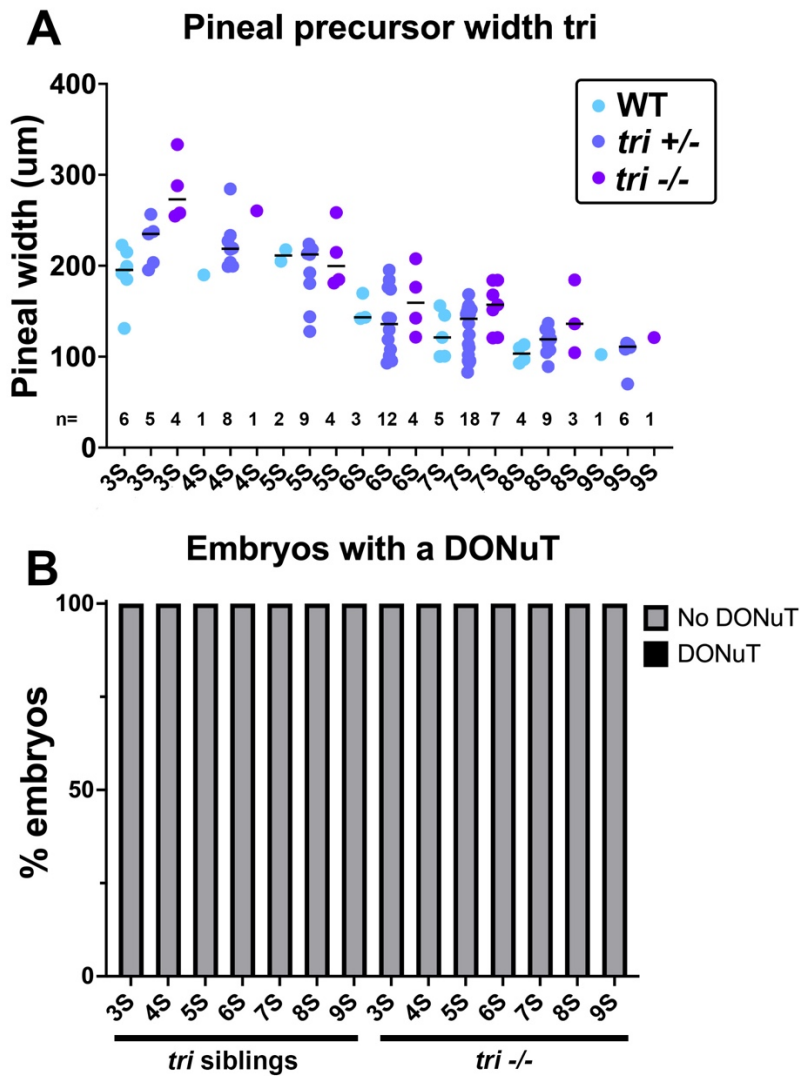 A
Pineal precursor width tri
Pineal width (um)
400
300
200
100
0
WT
tri +/-
tri -/-
n= 6 5 4 1 8 1 2 9 4 3 12 4 5 18 7 4 9 3 1 6 1
3S 3S 3S 4S 4S 4S 5S 5S 5S 6S 6S 6S 7S 7S 7S 8S 8S 8S 9S 9S 9S
B
Embryos with a DONuT
% embryos
100
50
0
No DONuT
DONuT
3S 4S 5S 6S 7S 8S 9S 3S 4S 5S 6S 7S 8S 9S
tri siblings tri -/-